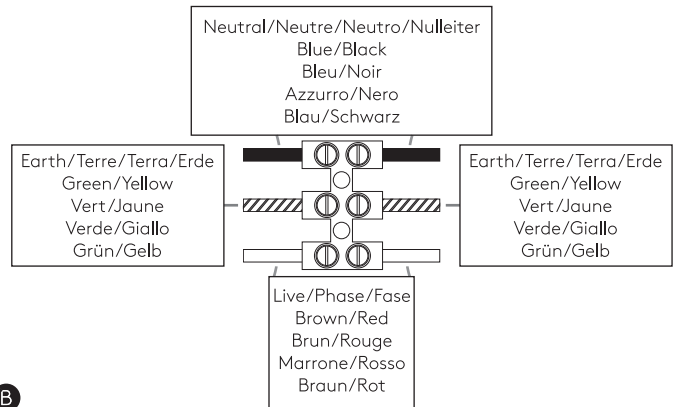 Neutral/Neutre/Neutro/Nulleiter
Blue/Black
Bleu/Noir
Azzurro/Nero
Blau/Schwarz
Earth/Terre/Terra/Erde
Green/Yellow
Vert/Jaune
Verde/Giallo
Grün/Gelb
Earth/Terre/Terra/Erde
Green/Yellow
Vert/Jaune
Verde/Giallo
Grün/Gelb
Live/Phase/Fase
Brown/Red
Brun/Rouge
Marrone/Rosso
Braun/Rot
B